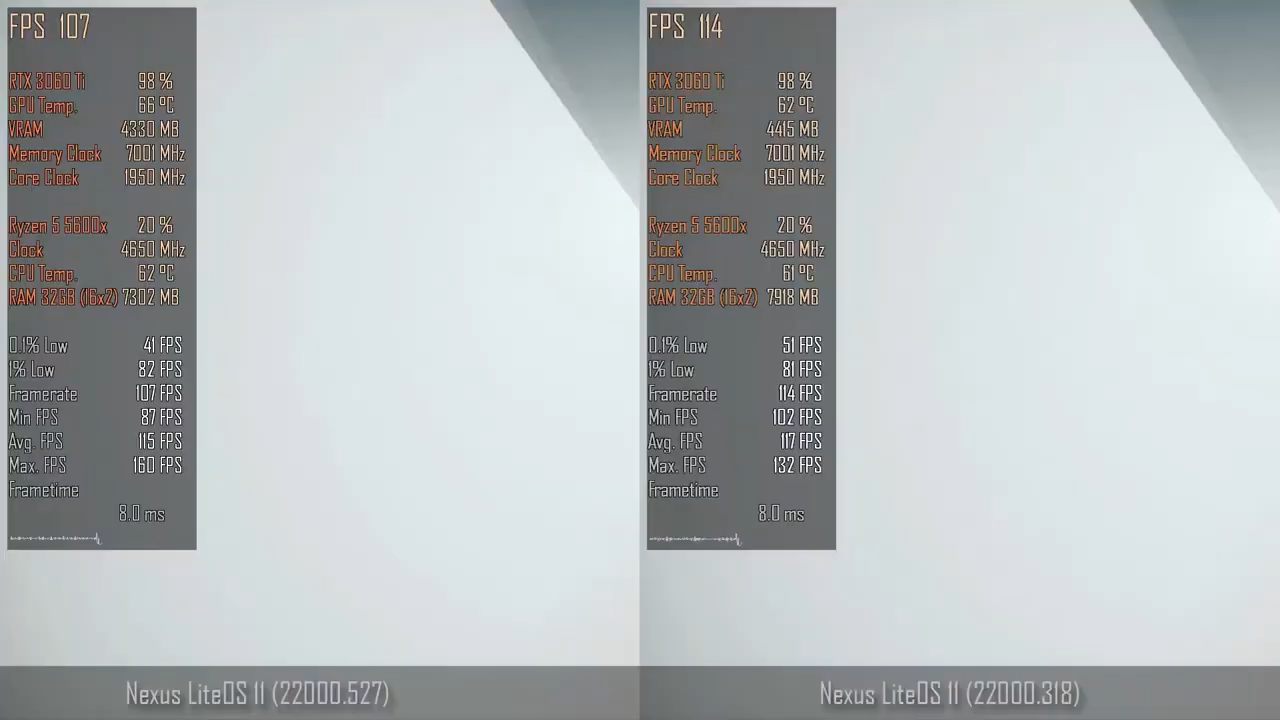 FPS 107
RTX 3060 Ti 98 %
GPU Temp. 66 ºC
VRAM 4330 MB
Memory Clock 7001 MHz
Core Clock 1950 MHz
Ryzen 5 5600x 20 %
Clock 4650 MHz
CPU Temp. 62 ºC
RAM 32GB (16x2) 7302 MB
0.1% Low 41 FPS
1% Low 82 FPS
Framerate 107 FPS
Min FPS 87 FPS
Avg. FPS 115 FPS
Max. FPS 160 FPS
Frametime
8.0 ms
Nexus LiteOS 11 (22000.527)
FPS 114
RTX 3060 Ti 98 %
GPU Temp. 62 ºC
VRAM 4415 MB
Memory Clock 7001 MHz
Core Clock 1950 MHz
Ryzen 5 5600x 20 %
Clock 4650 MHz
CPU Temp. 61 ºC
RAM 32GB (16x2) 7918 MB
0.1% Low 51 FPS
1% Low 81 FPS
Framerate 114 FPS
Min FPS 102 FPS
Avg. FPS 117 FPS
Max. FPS 132 FPS
Frametime
8.0 ms
Nexus LiteOS 11 (22000.318)